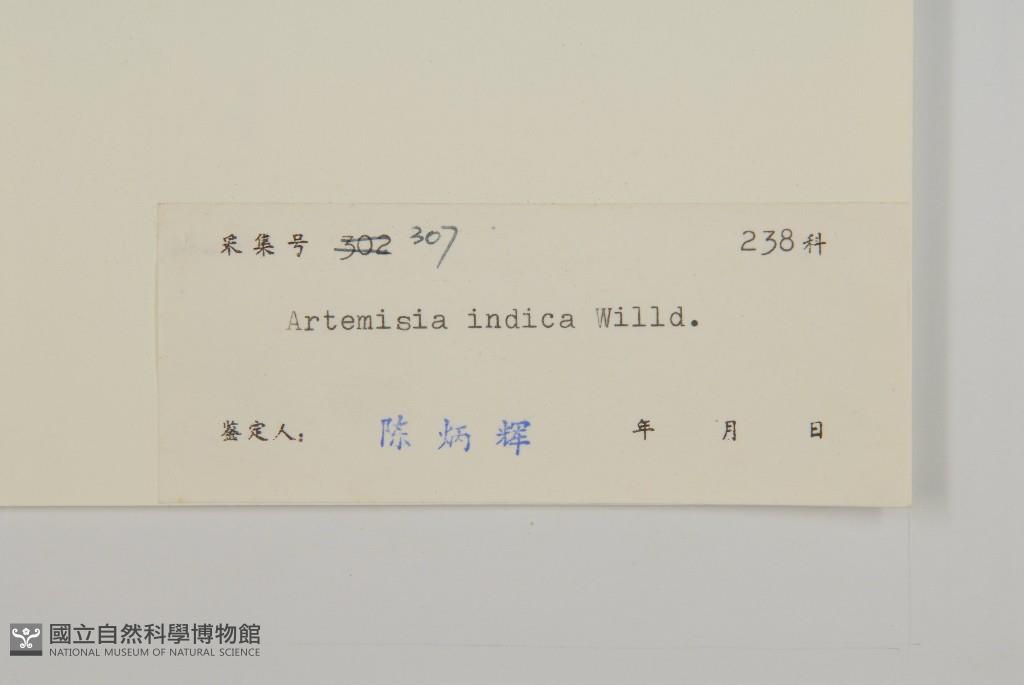 采集号 302 307 238科
Artemisia indica Willd.
鉴定人: 陈炳辉 年 月 日
國立自然科學博物館
NATIONAL MUSEUM OF NATURAL SCIENCE